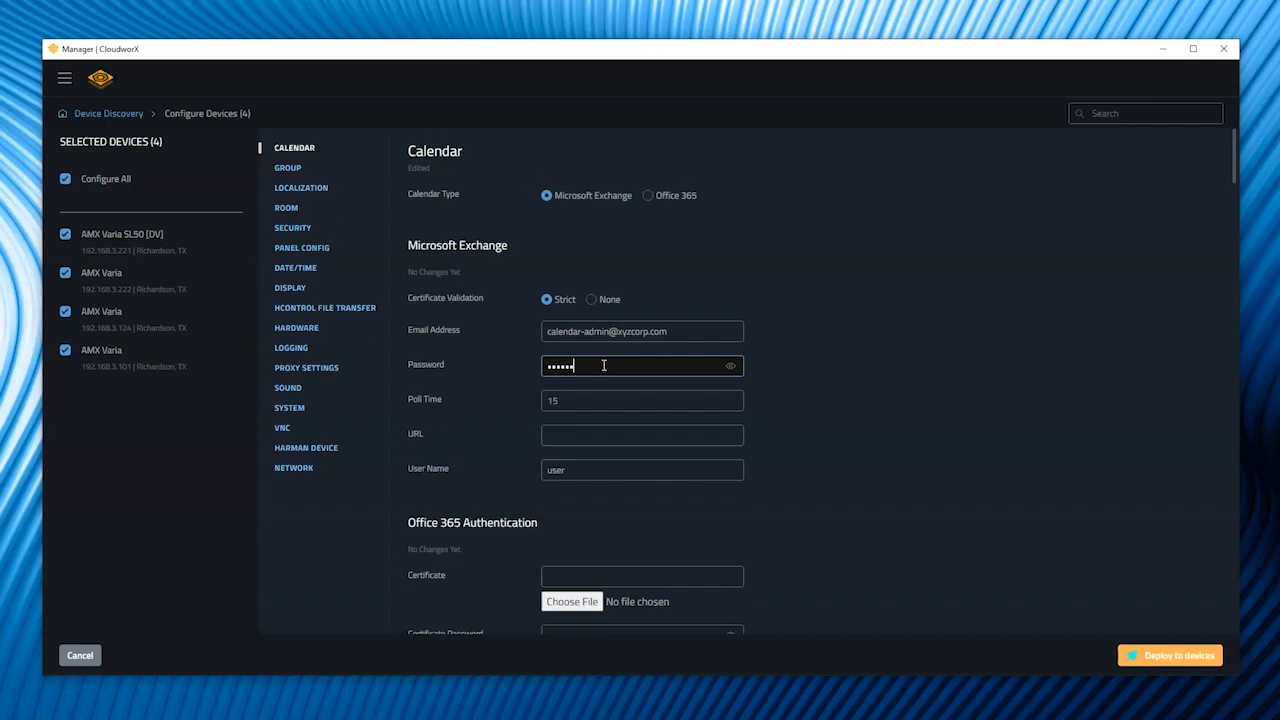 Manager | CloudworX
Device Discovery > Configure Devices (4)
Search
SELECTED DEVICES (4)
Configure All
AMX Varia SL50 [DV]
192.168.3.221 | Richardson, TX
AMX Varia
192.168.3.222 | Richardson, TX
AMX Varia
192.168.3.124 | Richardson, TX
AMX Varia
192.168.3.101 | Richardson, TX
CALENDAR
GROUP
LOCALIZATION
ROOM
SECURITY
PANEL CONFIG
DATE/TIME
DISPLAY
HCONTROL FILE TRANSFER
HARDWARE
LOGGING
PROXY SETTINGS
SOUND
SYSTEM
VNC
HARMAN DEVICE
NETWORK
Calendar
Edited
Calendar Type Microsoft Exchange Office 365
Microsoft Exchange
No Changes Yet
Certificate Validation Strict None
Email Address calendar-admin@xyzcorp.com
Password ••••••
Poll Time 15
URL
User Name user
Office 365 Authentication
No Changes Yet
Certificate
Choose File No file chosen
Certificate Password
Cancel
Deploy to devices